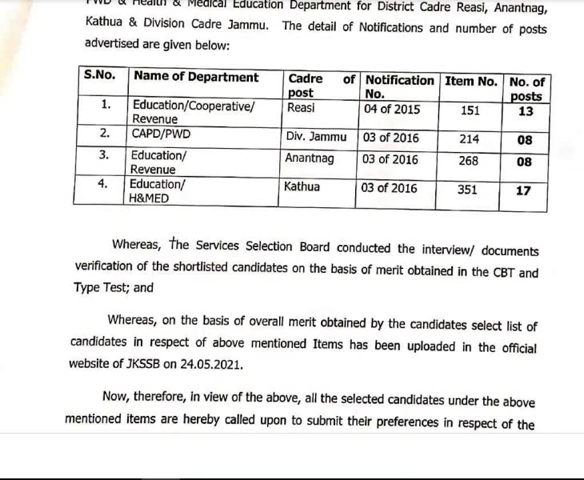 PWD & Health & Medical Education Department for District Cadre Reasi, Anantnag,
Kathua & Division Cadre Jammu. The detail of Notifications and number of posts
advertised are given below:
S.No. Name of Department Cadre of post Notification No. Item No. No. of posts
1. Education/Cooperative/ Revenue Reasi 04 of 2015 151 13
2. CAPD/PWD Div. Jammu 03 of 2016 214 08
3. Education/ Revenue Anantnag 03 of 2016 268 08
4. Education/ H&MED Kathua 03 of 2016 351 17
Whereas, the Services Selection Board conducted the interview/ documents
verification of the shortlisted candidates on the basis of merit obtained in the CBT and
Type Test; and
Whereas, on the basis of overall merit obtained by the candidates select list of
candidates in respect of above mentioned Items has been uploaded in the official
website of JKSSB on 24.05.2021.
Now, therefore, in view of the above, all the selected candidates under the above
mentioned items are hereby called upon to submit their preferences in respect of the